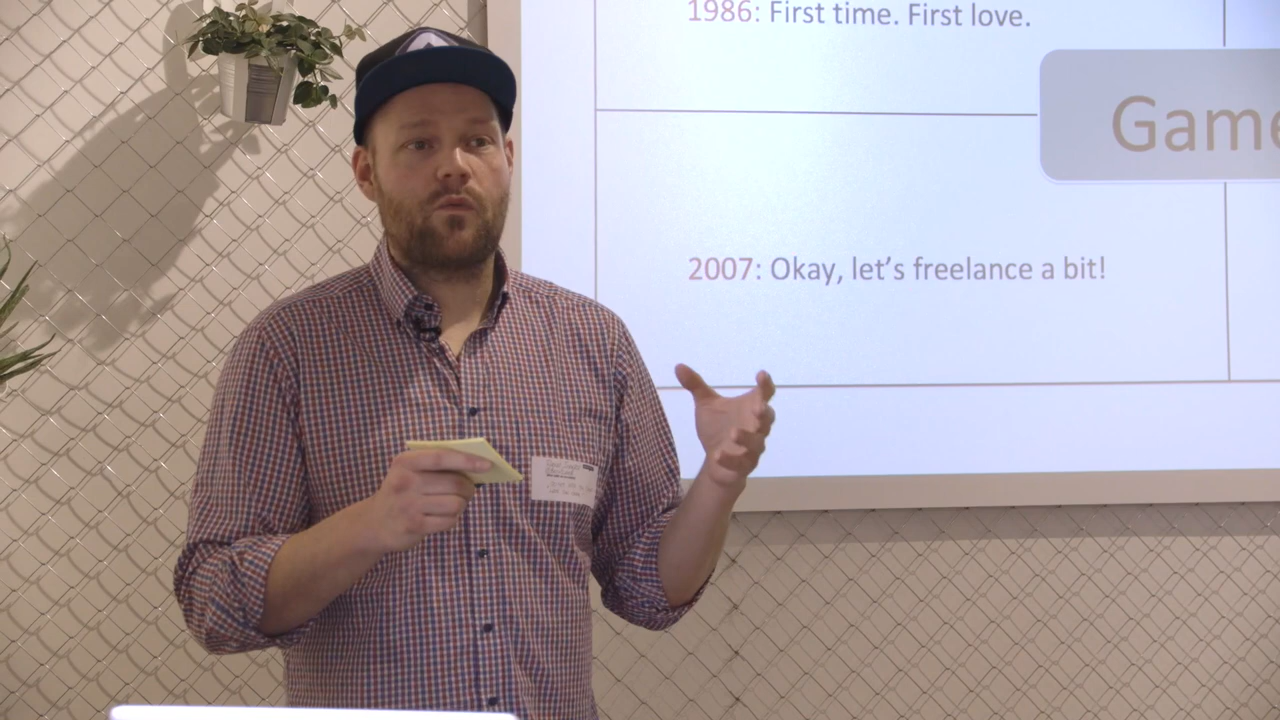 1986: First time. First love.
Game
2007: Okay, let's freelance a bit!